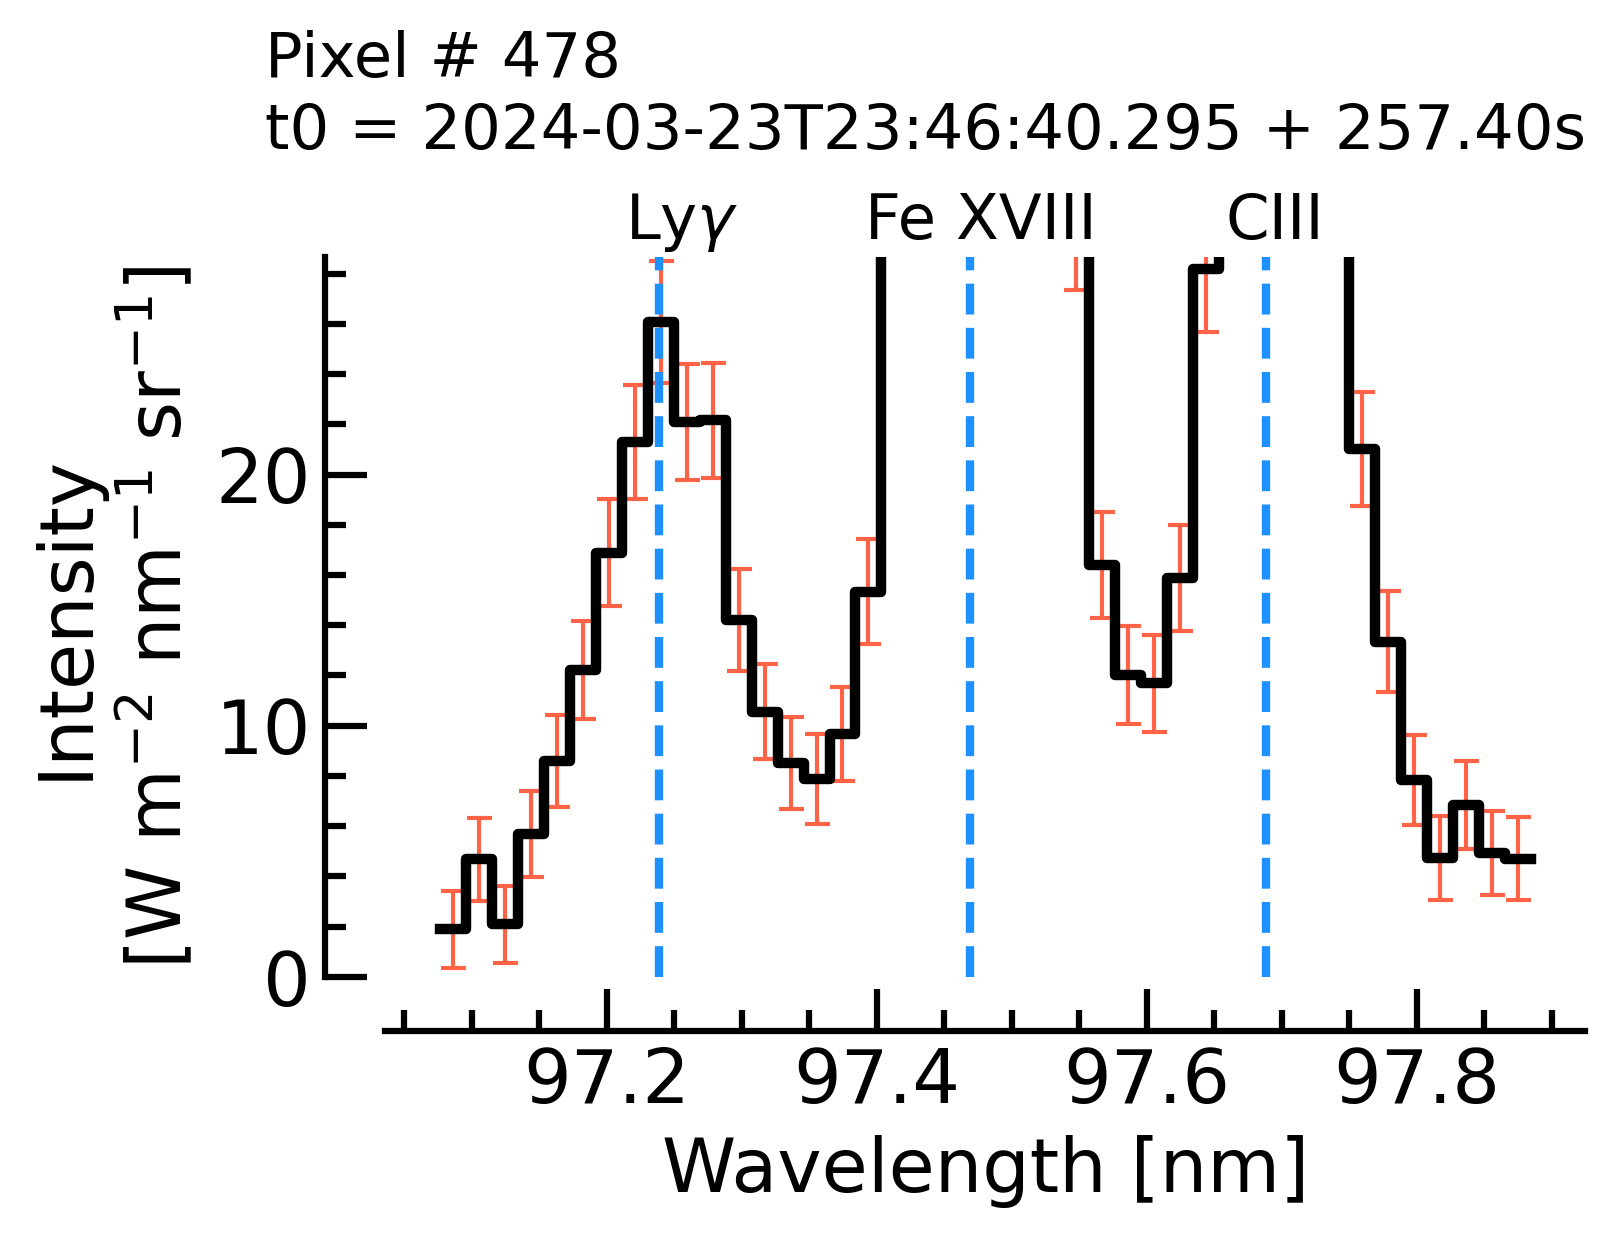 Pixel # 478
t0 = 2024-03-23T23:46:40.295 + 257.40s
Lyγ Fe XVIII CIII
Intensity
[W m⁻² nm⁻¹ sr⁻¹]
20
10
0
97.2 97.4 97.6 97.8
Wavelength [nm]